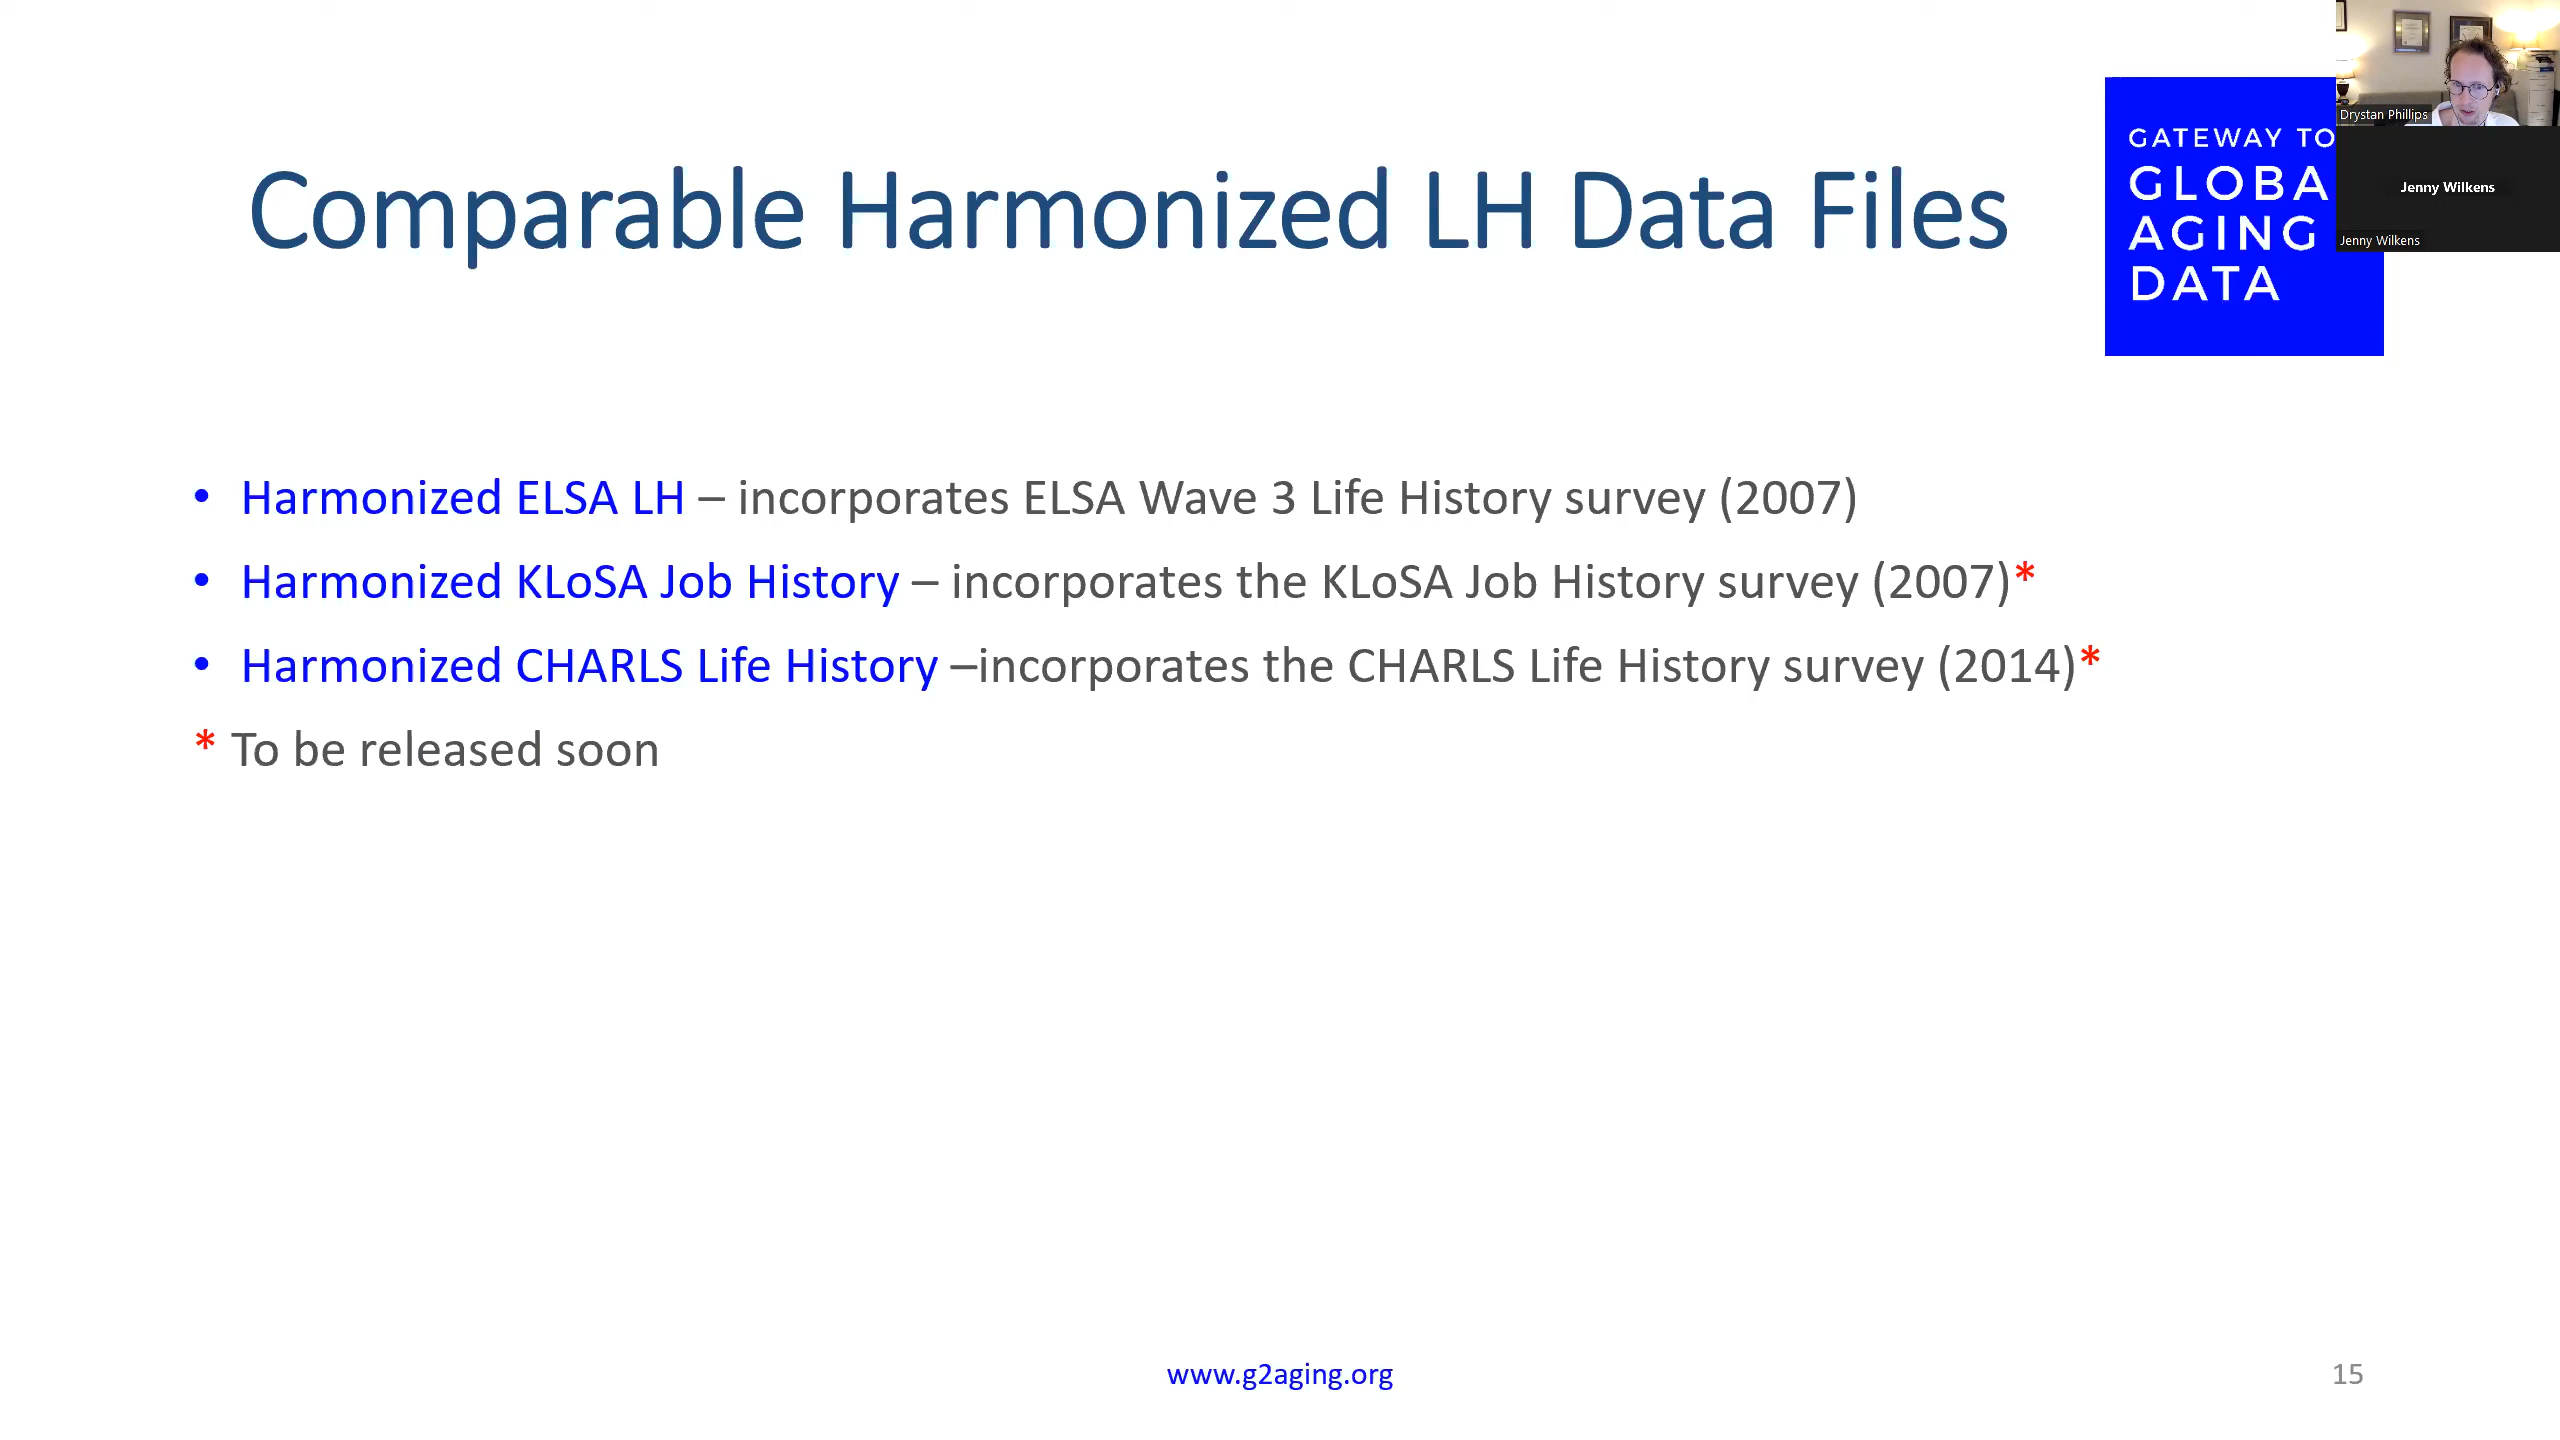 Comparable Harmonized LH Data Files
GATEWAY TO
GLOBA
AGING
DATA
Drystan Phillips
Jenny Wilkens
Jenny Wilkens
• Harmonized ELSA LH – incorporates ELSA Wave 3 Life History survey (2007)
• Harmonized KLoSA Job History – incorporates the KLoSA Job History survey (2007)*
• Harmonized CHARLS Life History –incorporates the CHARLS Life History survey (2014)*
* To be released soon
www.g2aging.org
15